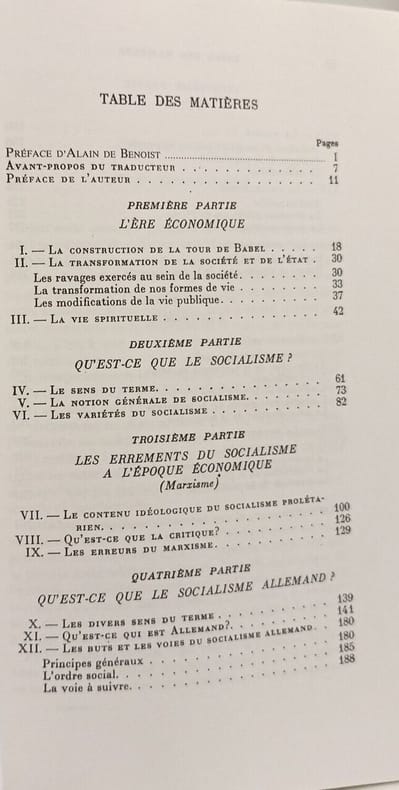 TABLE DES MATIÈRES
Pages
PRÉFACE D'ALAIN DE BENOIST 1
AVANT-PROPOS DU TRADUCTEUR 7
PRÉFACE DE L'AUTEUR 11
PREMIÈRE PARTIE
L'ÈRE ÉCONOMIQUE
I. — LA CONSTRUCTION DE LA TOUR DE BABEL 18
II. — LA TRANSFORMATION DE LA SOCIÉTÉ ET DE L'ÉTAT 30
Les ravages exercés au sein de la société 30
La transformation de nos formes de vie 33
Les modifications de la vie publique 37
III. — LA VIE SPIRITUELLE 42
DEUXIÈME PARTIE
QU'EST-CE QUE LE SOCIALISME ?
IV. — LE SENS DU TERME 61
V. — LA NOTION GÉNÉRALE DE SOCIALISME 73
VI. — LES VARIÉTÉS DU SOCIALISME 82
TROISIÈME PARTIE
LES ERREMENTS DU SOCIALISME
A L'ÉPOQUE ÉCONOMIQUE
(Marxisme)
VII. — LE CONTENU IDÉOLOGIQUE DU SOCIALISME PROLÉTA-
RIEN 100
VIII. — QU'EST-CE QUE LA CRITIQUE? 126
IX. — LES ERREURS DU MARXISME 129
QUATRIÈME PARTIE
QU'EST-CE QUE LE SOCIALISME ALLEMAND ?
X. — LES DIVERS SENS DU TERME 139
XI. — QU'EST-CE QUI EST ALLEMAND? 141
XII. — LES BUTS ET LES VOIES DU SOCIALISME ALLEMAND 180
Principes généraux 180
L'ordre social 185
La voie à suivre 188